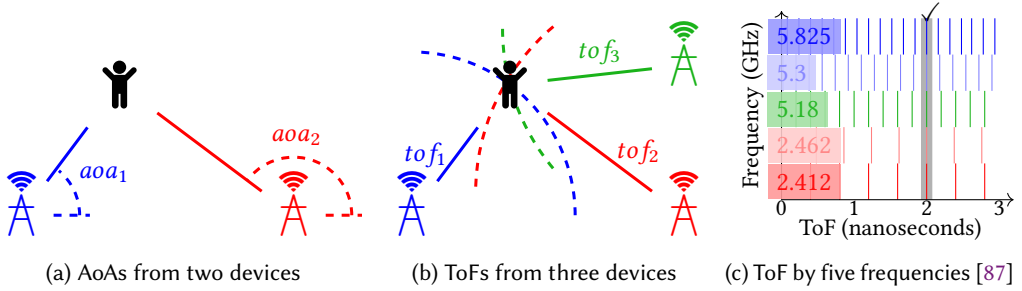 aoa₁
aoa₂
(a) AoAs from two devices
tof₃
tof₁
tof₂
(b) ToFs from three devices
✓
Frequency (GHz)
5.825
5.3
5.18
2.462
2.412
0 1 2 3
ToF (nanoseconds)
(c) ToF by five frequencies [87]